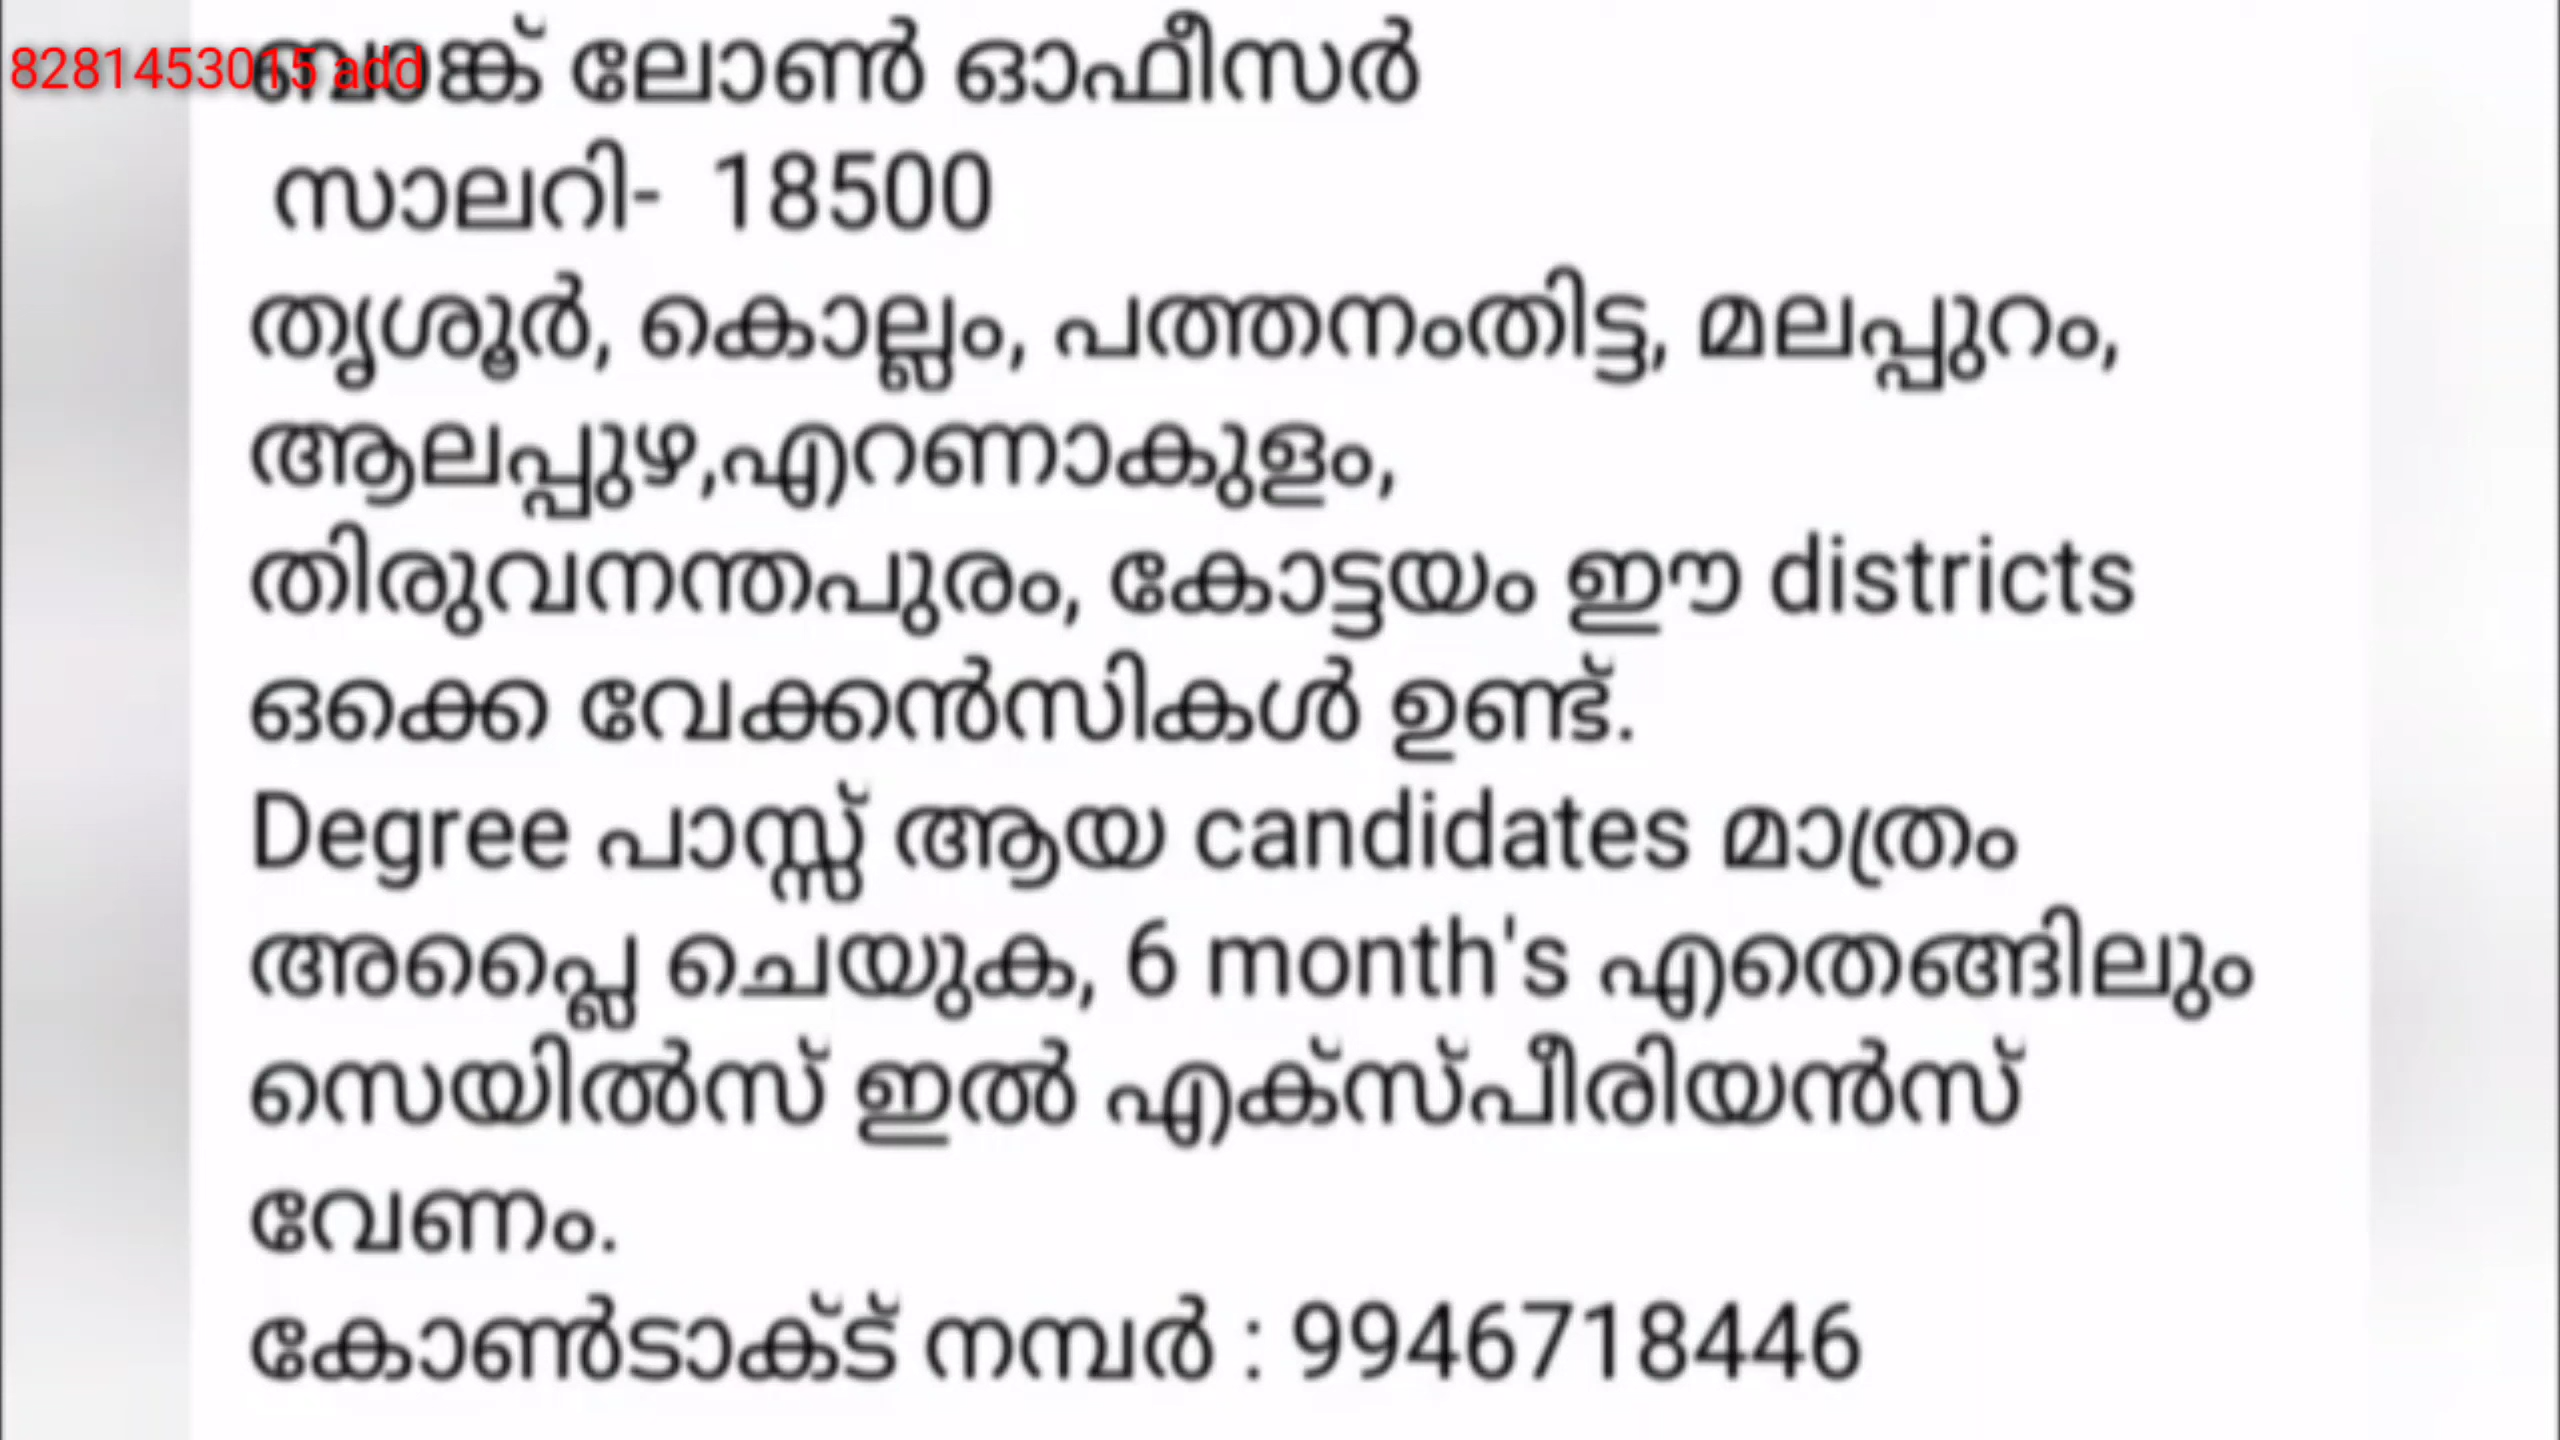 8281453015 add
ബാങ്ക് ലോൺ ഓഫീസർ
സാലറി- 18500
തൃശൂർ, കൊല്ലം, പത്തനംതിട്ട, മലപ്പുറം,
ആലപ്പുഴ,എറണാകുളം,
തിരുവനന്തപുരം, കോട്ടയം ഈ districts
ഒക്കെ വേക്കൻസികൾ ഉണ്ട്.
Degree പാസ്സ് ആയ candidates മാത്രം
അപ്ലൈ ചെയുക, 6 month's എതെങ്ങിലും
സെയിൽസ് ഇൽ എക്സ്പീരിയൻസ്
വേണം.
കോൺടാക്ട് നമ്പർ : 9946718446